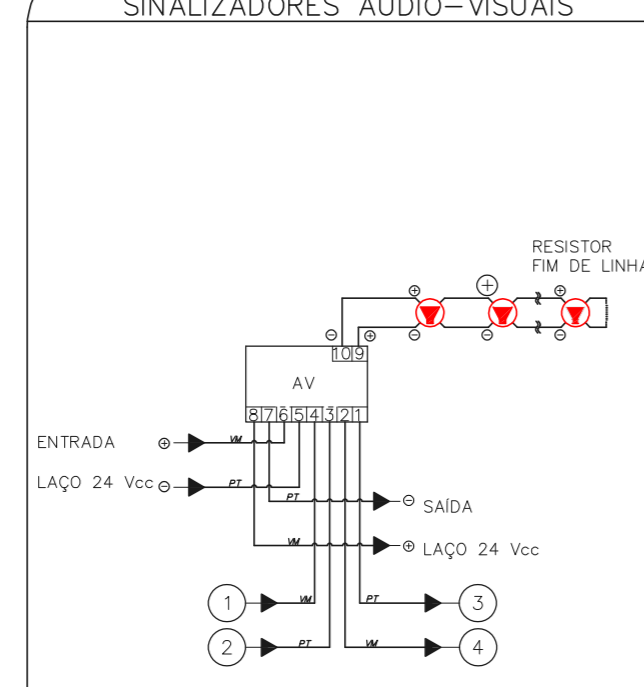 SINALIZADORES AUDIO-VISUAIS
RESISTOR
FIM DE LINHA
10 9
AV
8 7 6 5 4 3 2 1
ENTRADA ⊕ VM
LAÇO 24 Vcc ⊖ PT
PT ⊖ SAÍDA
VM ⊕ LAÇO 24 Vcc
1 VM PT 3
2 PT VM 4